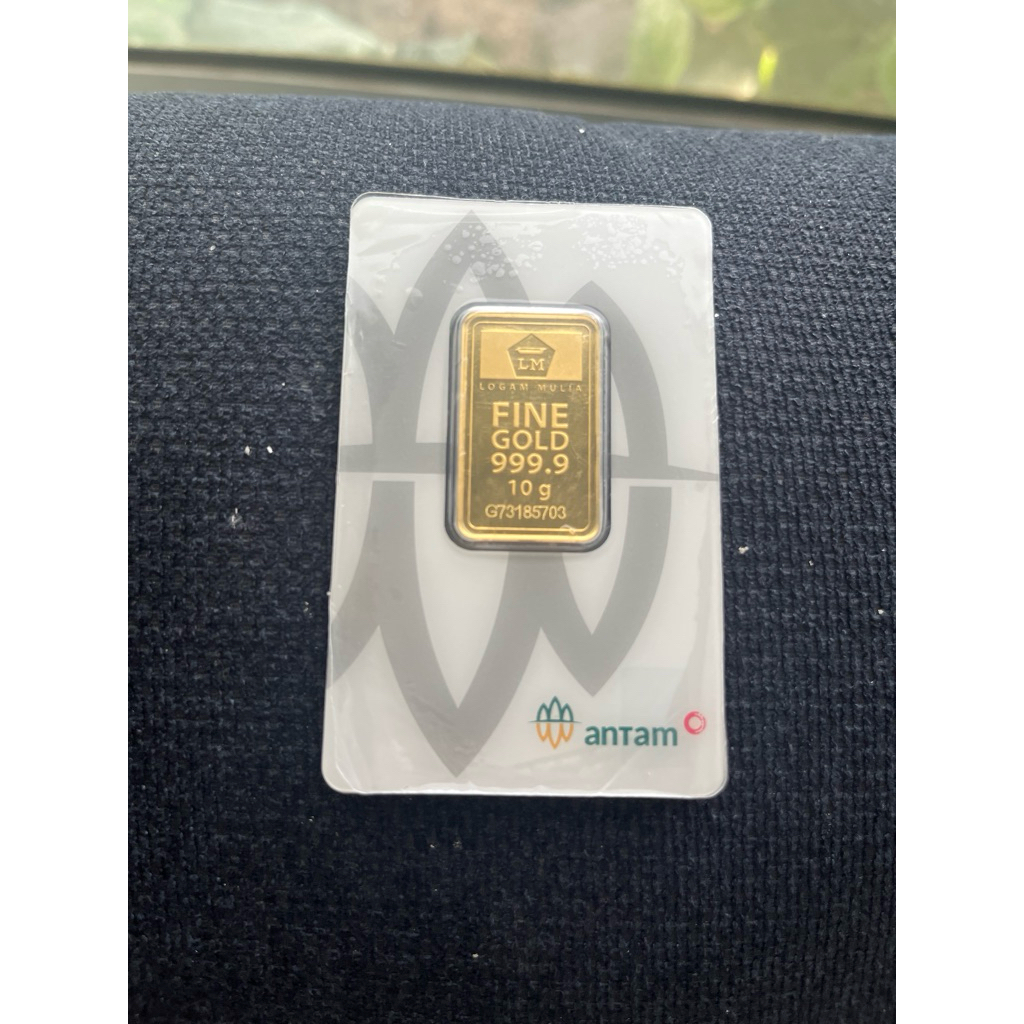 LM
LOGAM MULIA
FINE
GOLD
999.9
10 g
G73185703
antam